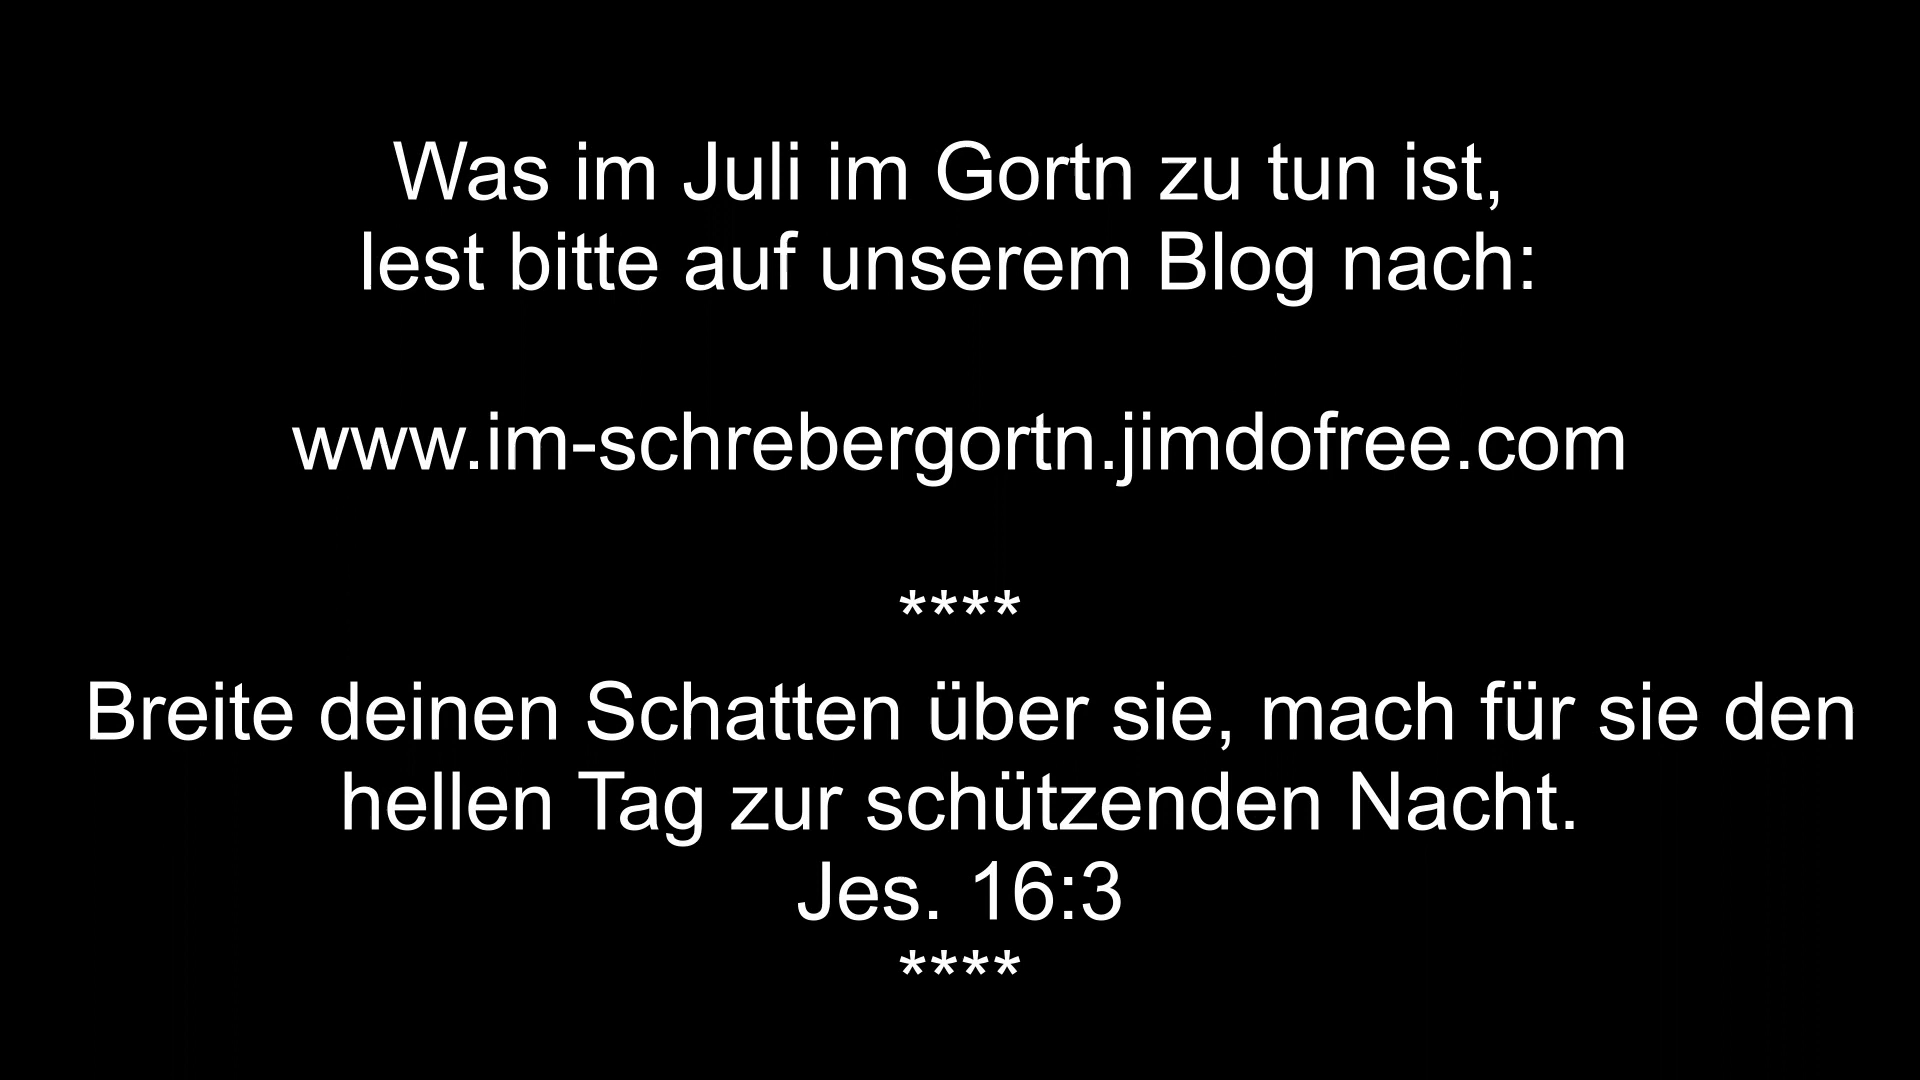 Was im Juli im Gortn zu tun ist,
lest bitte auf unserem Blog nach:
www.im-schrebergortn.jimdofree.com
****
Breite deinen Schatten über sie, mach für sie den
hellen Tag zur schützenden Nacht.
Jes. 16:3
****